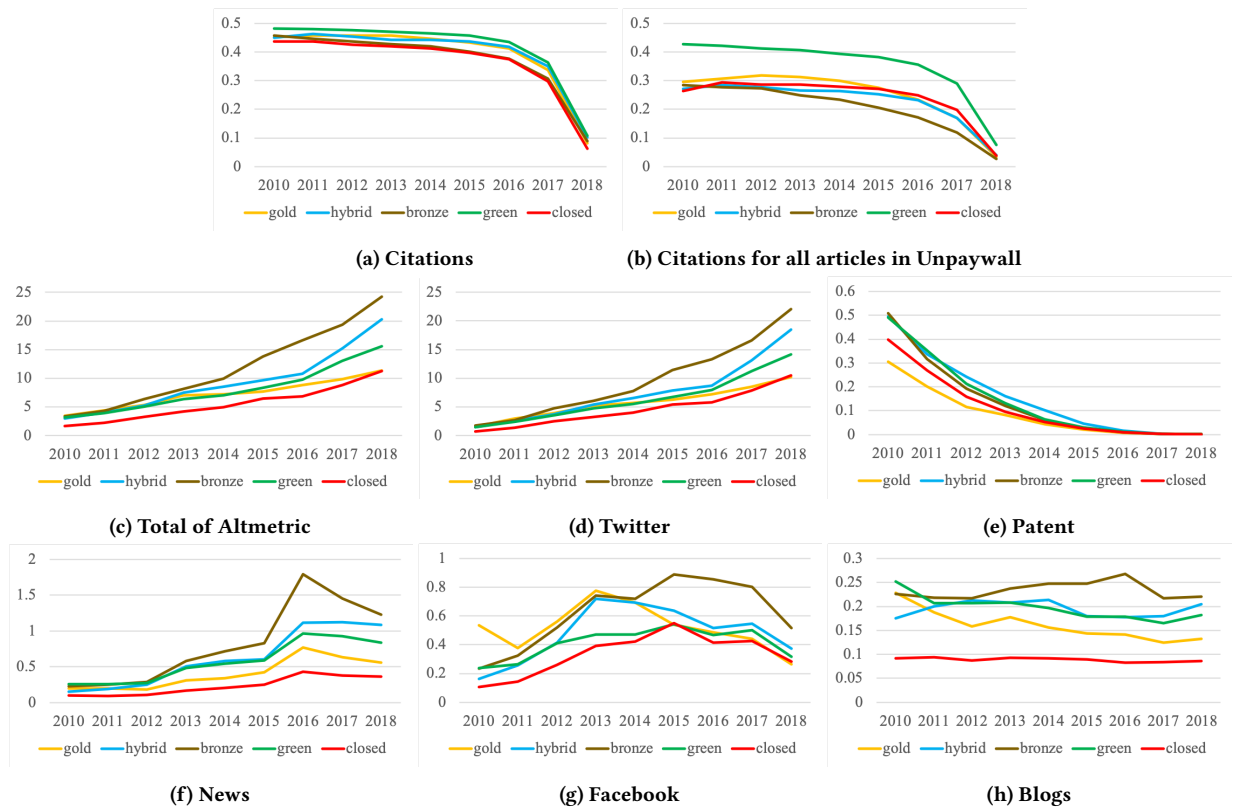 0.5
0.4
0.3
0.2
0.1
0
2010 2011 2012 2013 2014 2015 2016 2017 2018
gold hybrid bronze green closed
(a) Citations
0.5
0.4
0.3
0.2
0.1
0
2010 2011 2012 2013 2014 2015 2016 2017 2018
gold hybrid bronze green closed
(b) Citations for all articles in Unpaywall
25
20
15
10
5
0
2010 2011 2012 2013 2014 2015 2016 2017 2018
gold hybrid bronze green closed
(c) Total of Altmetric
25
20
15
10
5
0
2010 2011 2012 2013 2014 2015 2016 2017 2018
gold hybrid bronze green closed
(d) Twitter
0.6
0.5
0.4
0.3
0.2
0.1
0
2010 2011 2012 2013 2014 2015 2016 2017 2018
gold hybrid bronze green closed
(e) Patent
2
1.5
1
0.5
0
2010 2011 2012 2013 2014 2015 2016 2017 2018
gold hybrid bronze green closed
(f) News
1
0.8
0.6
0.4
0.2
0
2010 2011 2012 2013 2014 2015 2016 2017 2018
gold hybrid bronze green closed
(g) Facebook
0.3
0.25
0.2
0.15
0.1
0.05
0
2010 2011 2012 2013 2014 2015 2016 2017 2018
gold hybrid bronze green closed
(h) Blogs